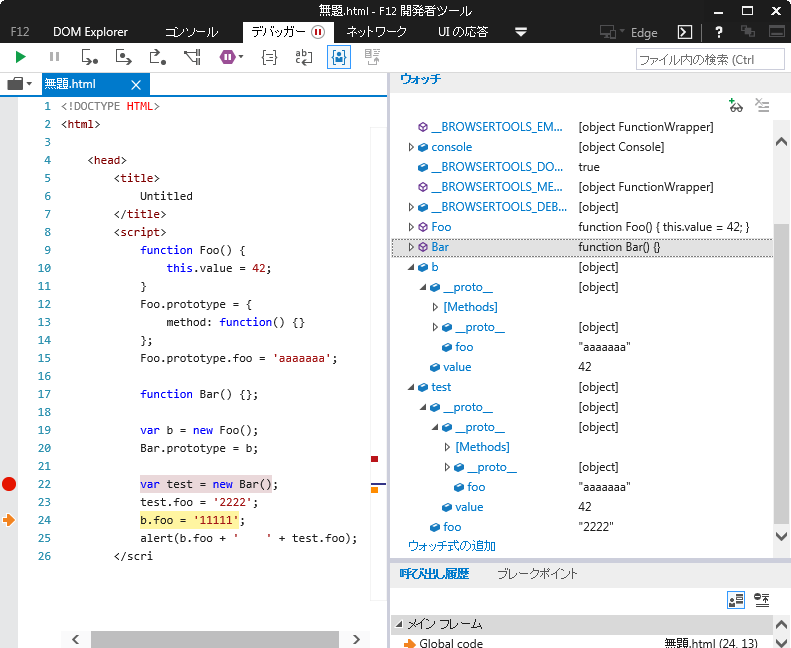 無題.html - F12 開発者ツール
F12 DOM Explorer コンソール デバッガー ネットワーク UI の応答 Edge ?
ファイル内の検索 (Ctrl
無題.html
1 <!DOCTYPE HTML>
2 <html>
3
4 <head>
5 <title>
6 Untitled
7 </title>
8 <script>
9 function Foo() {
10 this.value = 42;
11 }
12 Foo.prototype = {
13 method: function() {}
14 };
15 Foo.prototype.foo = 'aaaaaaa';
16
17 function Bar() {};
18
19 var b = new Foo();
20 Bar.prototype = b;
21
22 var test = new Bar();
23 test.foo = '2222';
24 b.foo = '11111';
25 alert(b.foo + '    ' + test.foo);
26 </scri
ウォッチ
__BROWSERTOOLS_EM... [object FunctionWrapper]
console [object Console]
__BROWSERTOOLS_DO... true
__BROWSERTOOLS_ME... [object FunctionWrapper]
__BROWSERTOOLS_DEB... [object]
Foo function Foo() { this.value = 42; }
Bar function Bar() {}
b [object]
__proto__ [object]
[Methods]
__proto__ [object]
foo "aaaaaaa"
value 42
test [object]
__proto__ [object]
__proto__ [object]
[Methods]
__proto__ [object]
foo "aaaaaaa"
value 42
foo "2222"
ウォッチ式の追加
呼び出し履歴 ブレークポイント
メイン フレーム
Global code 無題.html (24, 13)